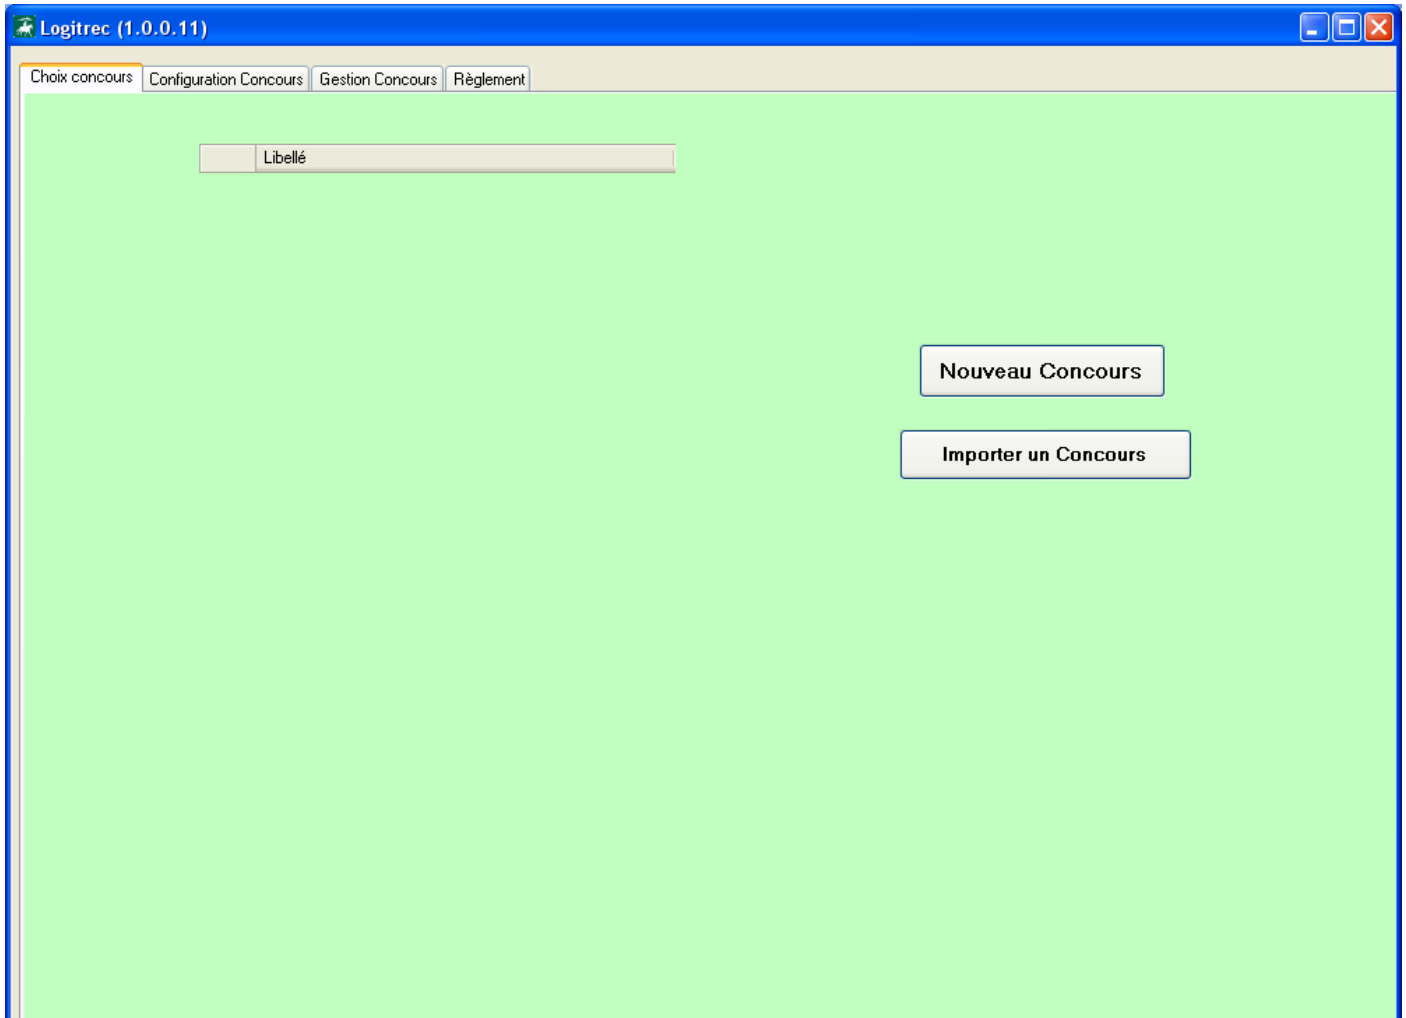 Logitrec (1.0.0.11)
Choix concours Configuration Concours Gestion Concours Règlement
Libellé
Nouveau Concours
Importer un Concours